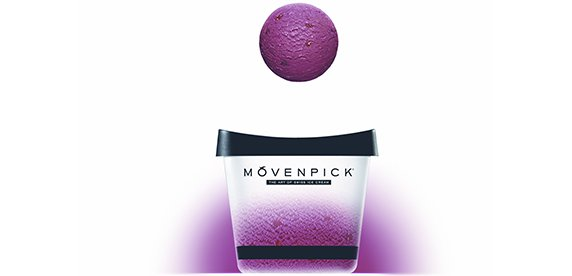 MÖVENPICK®
THE ART OF SWISS ICE CREAM